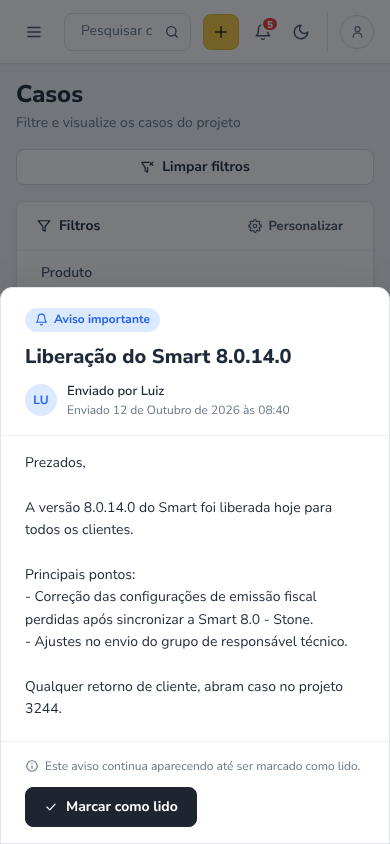 Pesquisar c
5
Casos
Filtre e visualize os casos do projeto
Limpar filtros
Filtros
Personalizar
Produto
Aviso importante
Liberação do Smart 8.0.14.0
LU
Enviado por Luiz
Enviado 12 de Outubro de 2026 às 08:40
Prezados,
A versão 8.0.14.0 do Smart foi liberada hoje para
todos os clientes.
Principais pontos:
- Correção das configurações de emissão fiscal
perdidas após sincronizar a Smart 8.0 - Stone.
- Ajustes no envio do grupo de responsável técnico.
Qualquer retorno de cliente, abram caso no projeto
3244.
Este aviso continua aparecendo até ser marcado como lido.
Marcar como lido